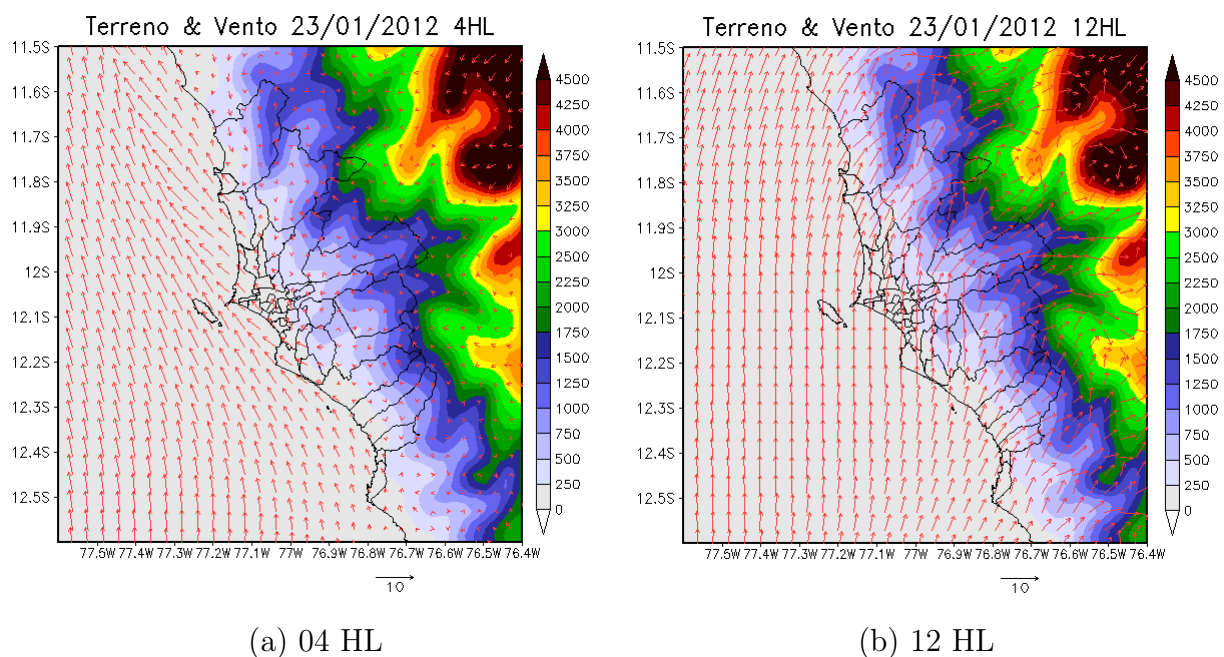 Terreno & Vento 23/01/2012 4HL
11.5S
11.6S
11.7S
11.8S
11.9S
12S
12.1S
12.2S
12.3S
12.4S
12.5S
77.5W 77.4W 77.3W 77.2W 77.1W 77W 76.9W 76.8W 76.7W 76.6W 76.5W 76.4W
4500
4250
4000
3750
3500
3250
3000
2750
2500
2250
2000
1750
1500
1250
1000
750
500
250
0
10
(a) 04 HL
Terreno & Vento 23/01/2012 12HL
11.5S
11.6S
11.7S
11.8S
11.9S
12S
12.1S
12.2S
12.3S
12.4S
12.5S
77.5W 77.4W 77.3W 77.2W 77.1W 77W 76.9W 76.8W 76.7W 76.6W 76.5W 76.4W
4500
4250
4000
3750
3500
3250
3000
2750
2500
2250
2000
1750
1500
1250
1000
750
500
250
0
10
(b) 12 HL